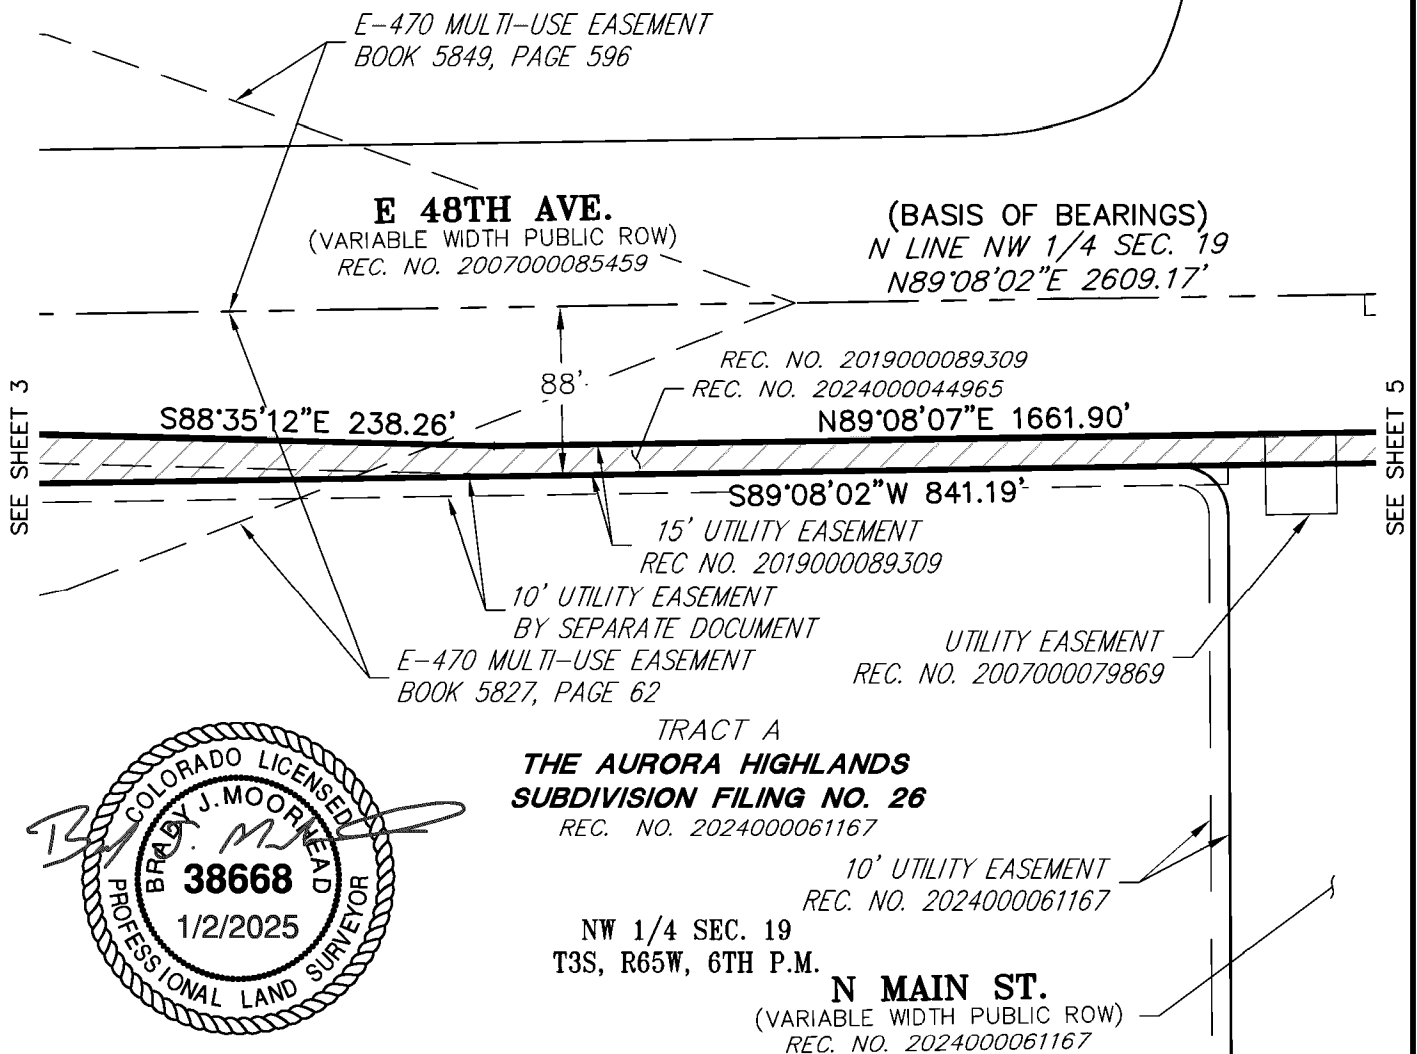 E-470 MULTI-USE EASEMENT
BOOK 5849, PAGE 596
E 48TH AVE.
(VARIABLE WIDTH PUBLIC ROW)
REC. NO. 2007000085459
(BASIS OF BEARINGS)
N LINE NW 1/4 SEC. 19
N89°08'02"E 2609.17'
REC. NO. 2019000089309
REC. NO. 2024000044965
88'
SEE SHEET 3
S88°35'12"E 238.26'
N89°08'07"E 1661.90'
SEE SHEET 5
S89°08'02"W 841.19'
15' UTILITY EASEMENT
REC NO. 2019000089309
10' UTILITY EASEMENT
BY SEPARATE DOCUMENT
E-470 MULTI-USE EASEMENT
BOOK 5827, PAGE 62
UTILITY EASEMENT
REC. NO. 2007000079869
TRACT A
THE AURORA HIGHLANDS
SUBDIVISION FILING NO. 26
REC. NO. 2024000061167
COLORADO LICENSED
BRADY J. MOORHEAD
38668
1/2/2025
PROFESSIONAL LAND SURVEYOR
10' UTILITY EASEMENT
REC. NO. 2024000061167
NW 1/4 SEC. 19
T3S, R65W, 6TH P.M.
N MAIN ST.
(VARIABLE WIDTH PUBLIC ROW)
REC. NO. 2024000061167